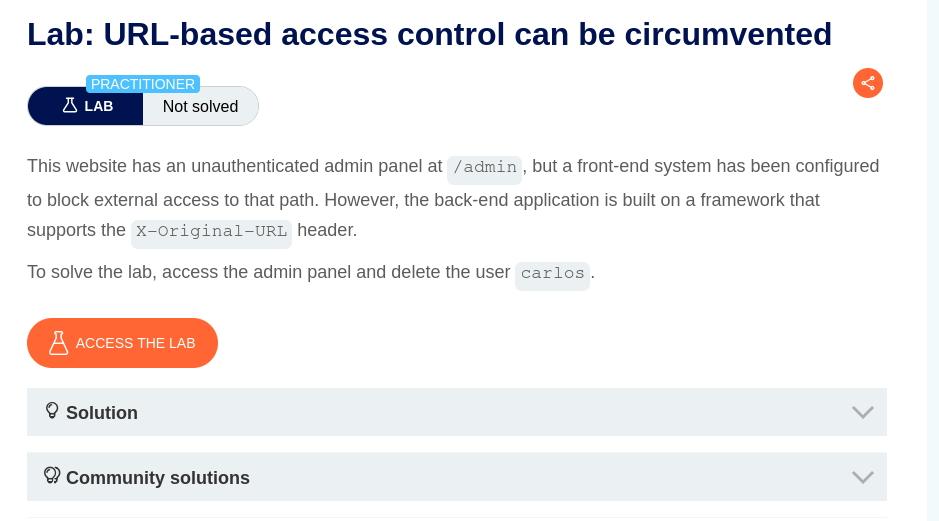 Lab: URL-based access control can be circumvented
PRACTITIONER
LAB Not solved
This website has an unauthenticated admin panel at /admin, but a front-end system has been configured
to block external access to that path. However, the back-end application is built on a framework that
supports the X-Original-URL header.
To solve the lab, access the admin panel and delete the user carlos.
ACCESS THE LAB
Solution
Community solutions